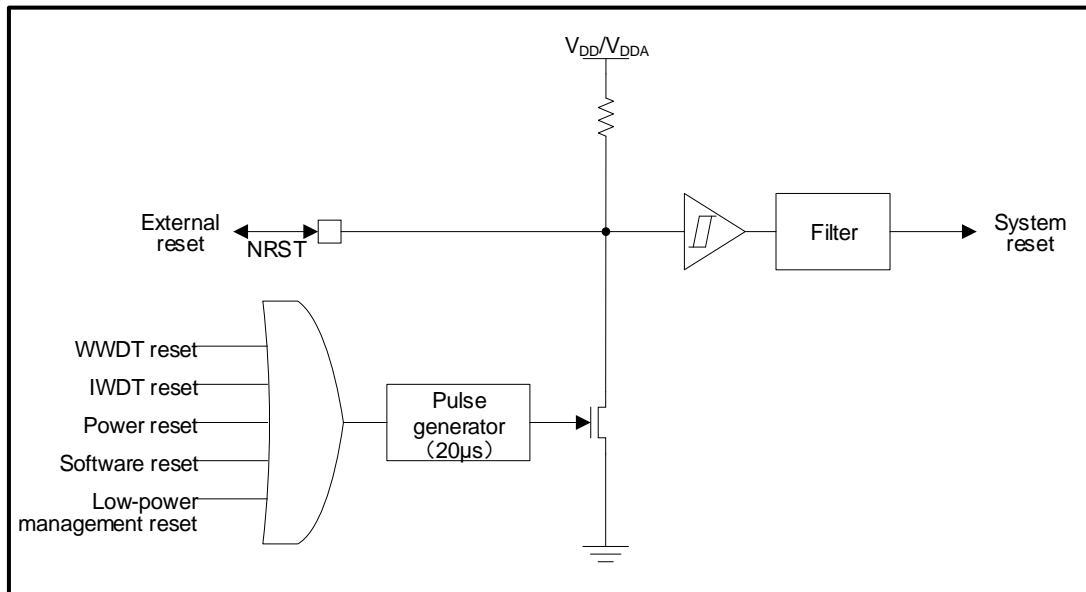 VDD/VDDA
External
reset
NRST
Filter
System
reset
WWDT reset
IWDT reset
Power reset
Software reset
Low-power
management reset
Pulse
generator
（20μs）